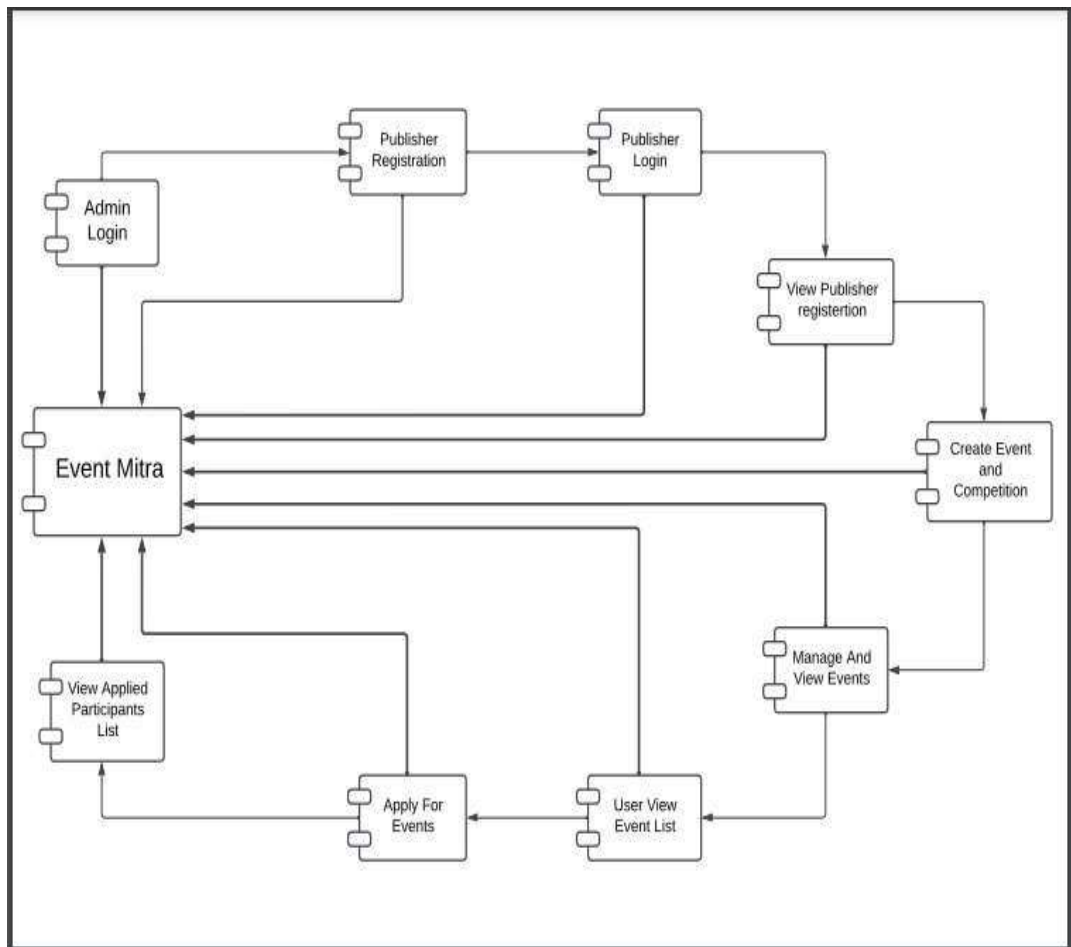 Publisher
Registration
Publisher
Login
Admin
Login
View Publisher
registertion
Event Mitra
Create Event
and
Competition
Manage And
View Events
View Applied
Participants
List
Apply For
Events
User View
Event List